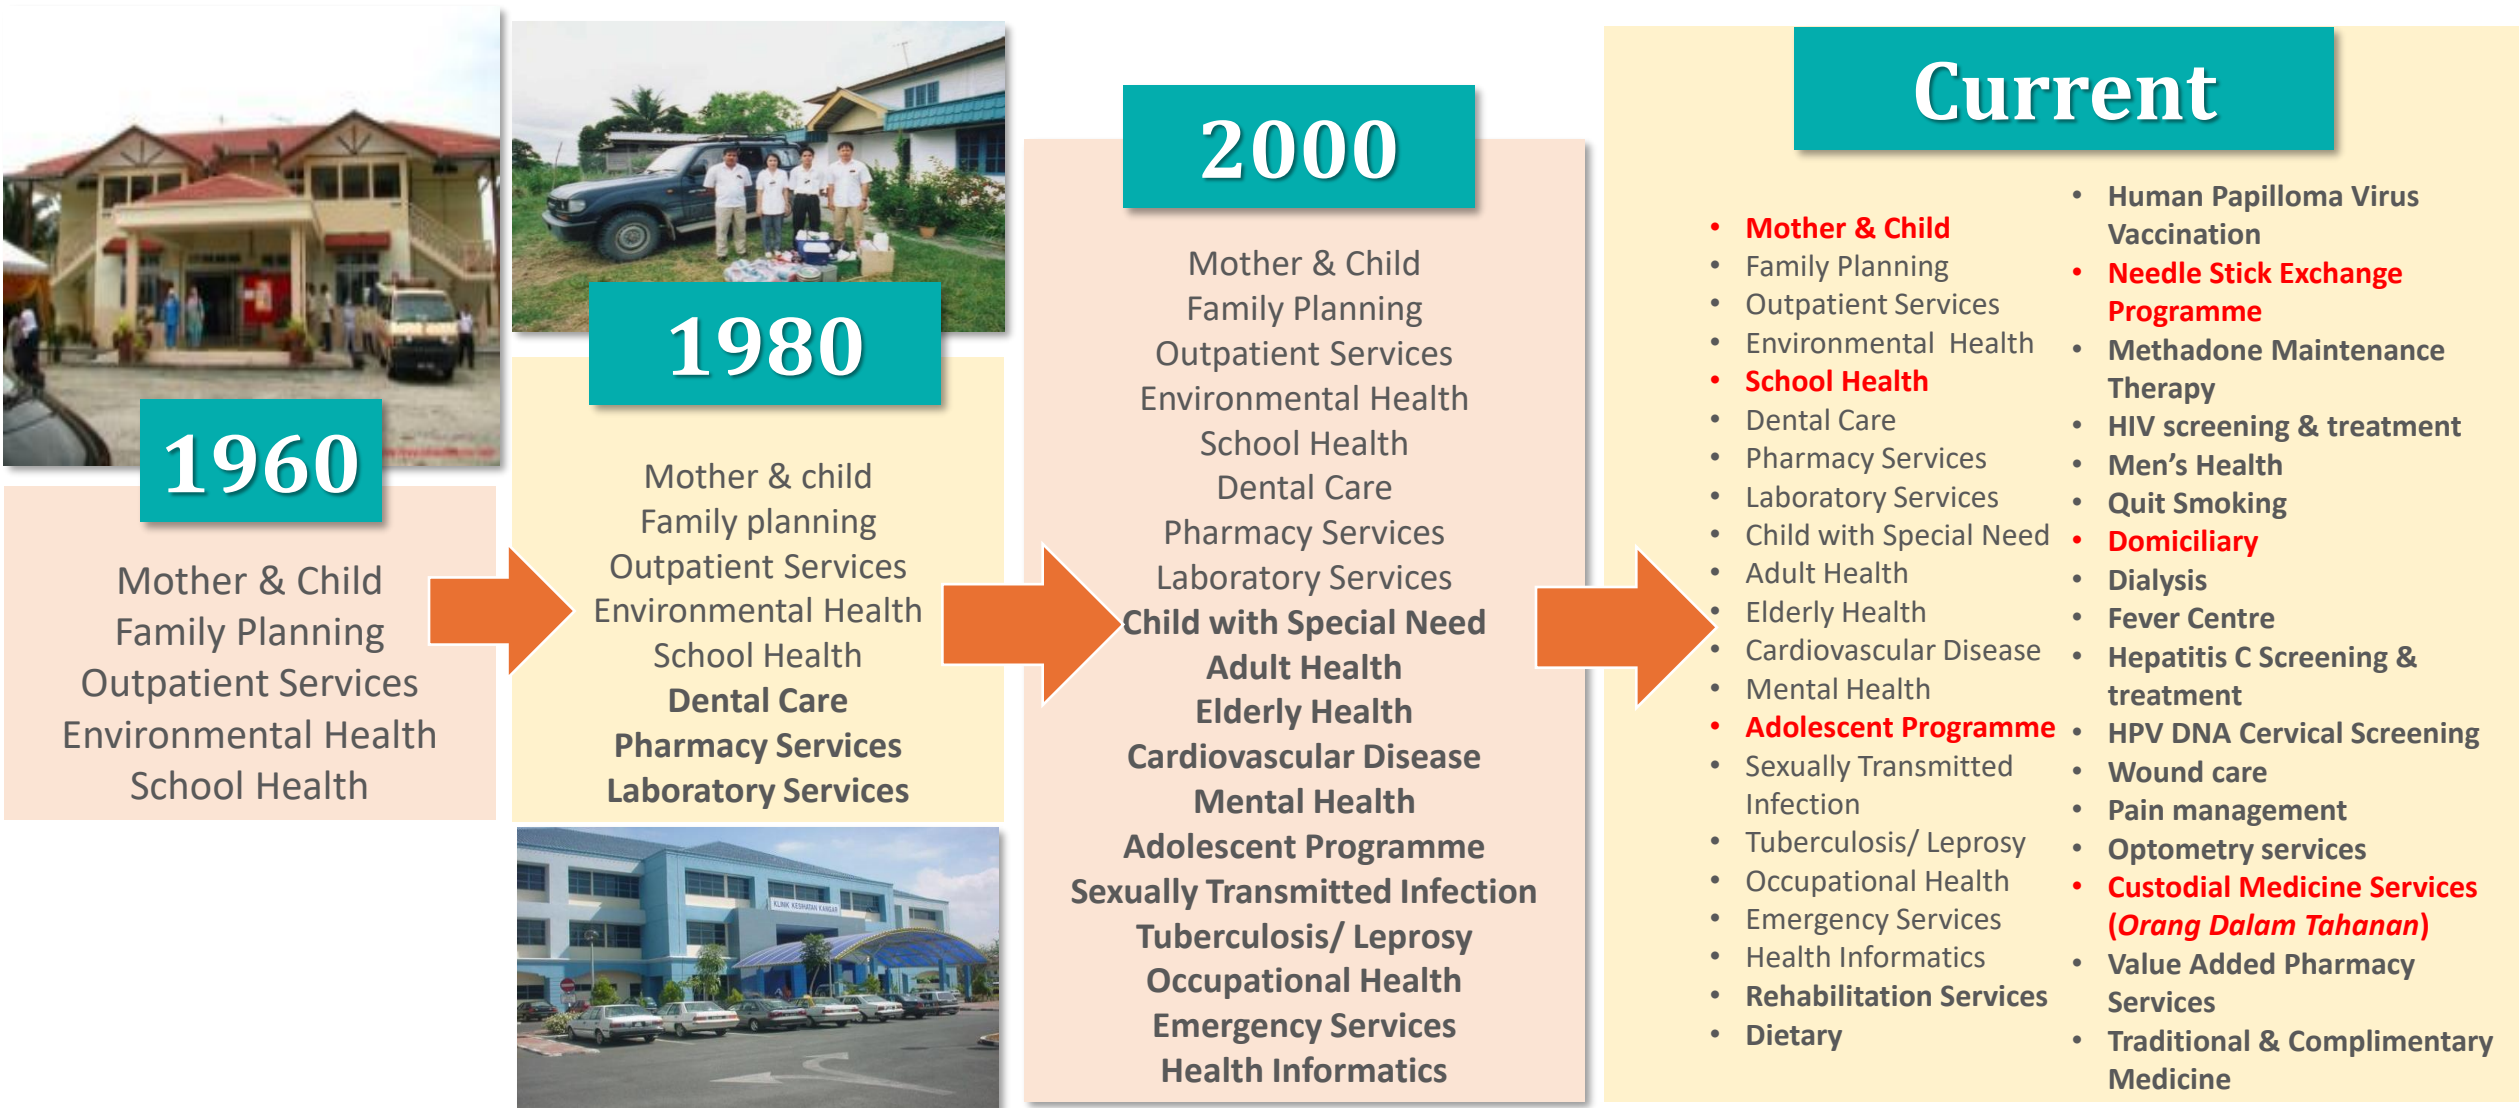 1960
Mother & Child
Family Planning
Outpatient Services
Environmental Health
School Health
1980
Mother & child
Family planning
Outpatient Services
Environmental Health
School Health
Dental Care
Pharmacy Services
Laboratory Services
KLINIK KESIHATAN KANGAR
2000
Mother & Child
Family Planning
Outpatient Services
Environmental Health
School Health
Dental Care
Pharmacy Services
Laboratory Services
Child with Special Need
Adult Health
Elderly Health
Cardiovascular Disease
Mental Health
Adolescent Programme
Sexually Transmitted Infection
Tuberculosis/ Leprosy
Occupational Health
Emergency Services
Health Informatics
Current
• Mother & Child
• Family Planning
• Outpatient Services
• Environmental Health
• School Health
• Dental Care
• Pharmacy Services
• Laboratory Services
• Child with Special Need
• Adult Health
• Elderly Health
• Cardiovascular Disease
• Mental Health
• Adolescent Programme
• Sexually Transmitted
Infection
• Tuberculosis/ Leprosy
• Occupational Health
• Emergency Services
• Health Informatics
• Rehabilitation Services
• Dietary
• Human Papilloma Virus
Vaccination
• Needle Stick Exchange
Programme
• Methadone Maintenance
Therapy
• HIV screening & treatment
• Men’s Health
• Quit Smoking
• Domiciliary
• Dialysis
• Fever Centre
• Hepatitis C Screening &
treatment
• HPV DNA Cervical Screening
• Wound care
• Pain management
• Optometry services
• Custodial Medicine Services
(Orang Dalam Tahanan)
• Value Added Pharmacy
Services
• Traditional & Complimentary
Medicine